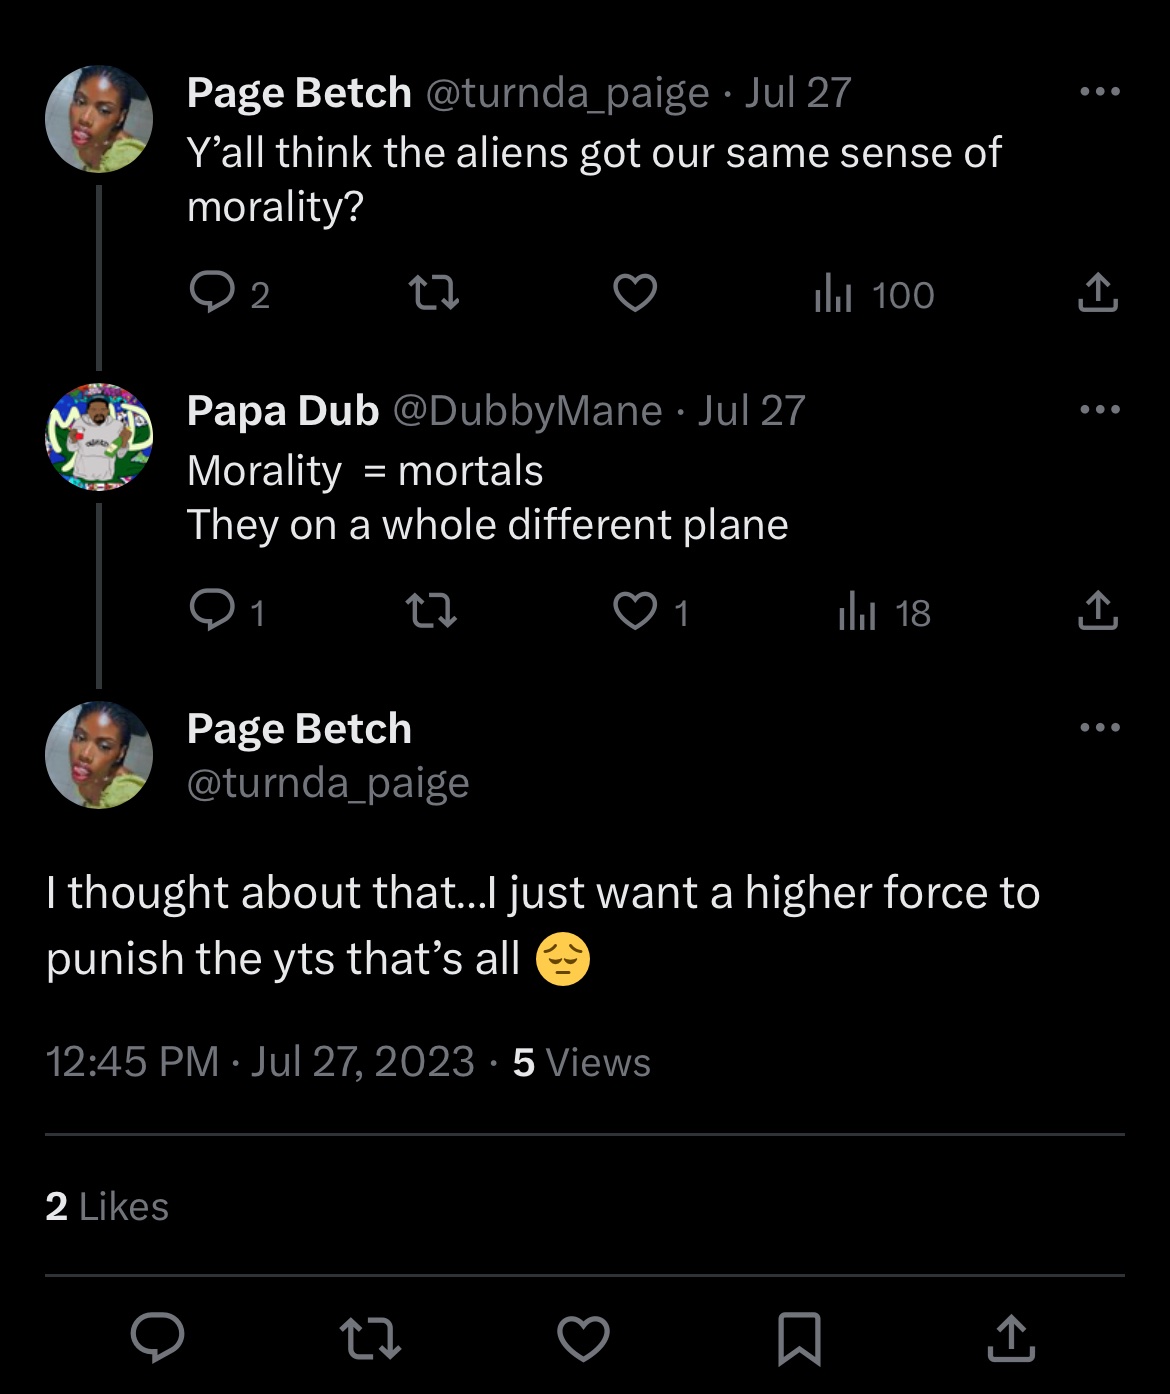 Page Betch @turnda_paige · Jul 27
Y’all think the aliens got our same sense of
morality?
2 100
Papa Dub @DubbyMane · Jul 27
Morality  = mortals
They on a whole different plane
1 1 18
Page Betch
@turnda_paige
I thought about that...I just want a higher force to
punish the yts that’s all 😔
12:45 PM · Jul 27, 2023 · 5 Views
2 Likes